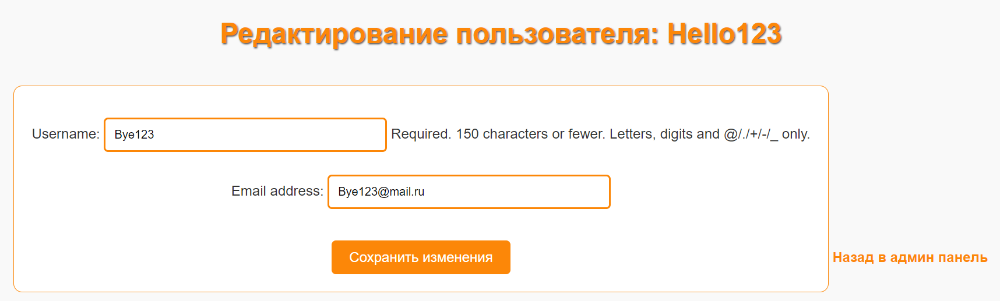 Редактирование пользователя: Hello123
Username: Bye123 Required. 150 characters or fewer. Letters, digits and @/./+/-/_ only.
Email address: Bye123@mail.ru
Сохранить изменения
Назад в админ панель